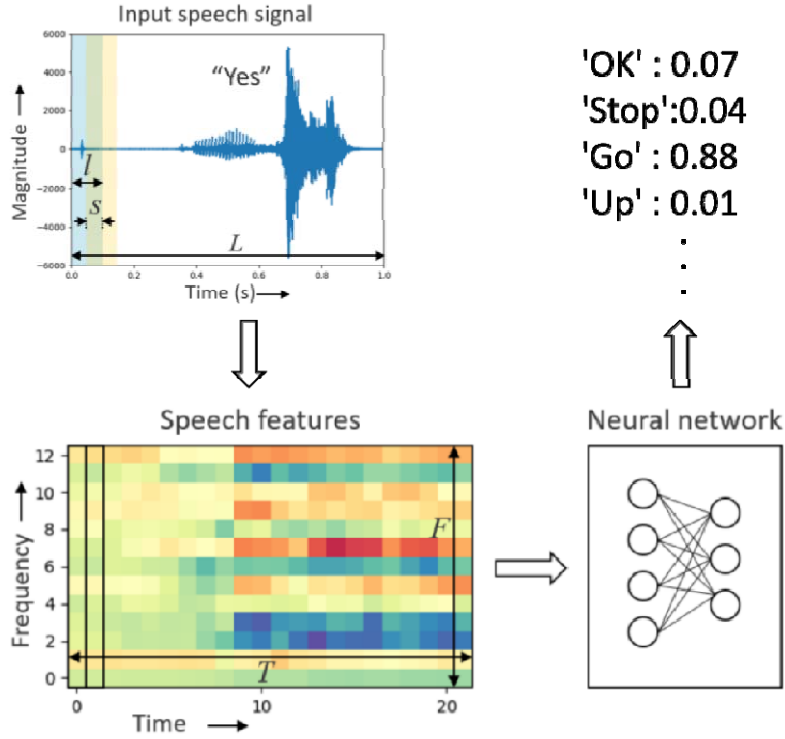 Input speech signal
6000
4000
2000
0
−2000
−4000
−6000
Magnitude
"Yes"
l
s
L
0.0 0.2 0.4 0.6 0.8 1.0
Time (s)
'OK' : 0.07
'Stop':0.04
'Go' : 0.88
'Up' : 0.01
.
.
.
Speech features
12
10
8
6
4
2
0
Frequency
F
T
0 10 20
Time
Neural network